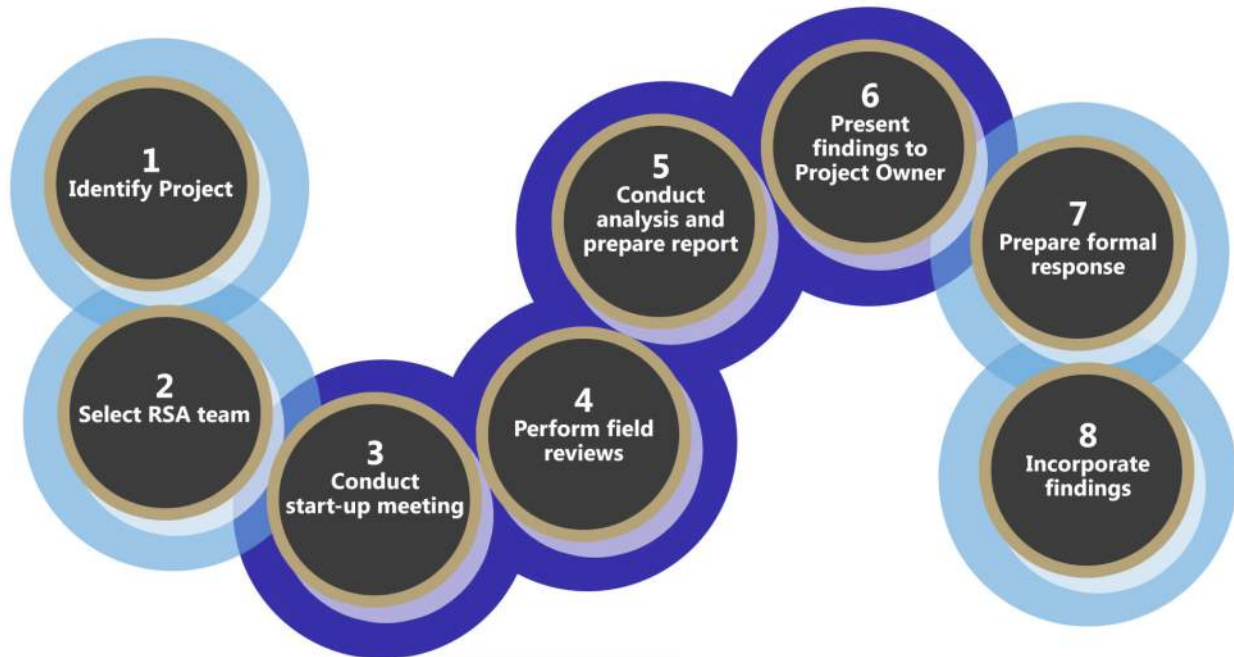 1
Identify Project
2
Select RSA team
3
Conduct
start-up meeting
4
Perform field
reviews
5
Conduct
analysis and
prepare report
6
Present
findings to
Project Owner
7
Prepare formal
response
8
Incorporate
findings